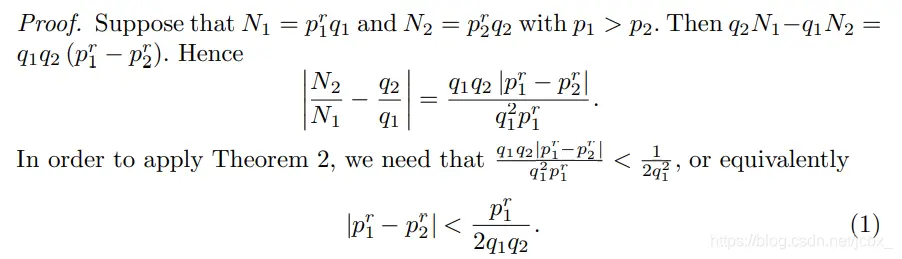 Proof. Suppose that N₁ = p₁ʳq₁ and N₂ = p₂ʳq₂ with p₁ > p₂. Then q₂N₁−q₁N₂ =
q₁q₂ (p₁ʳ − p₂ʳ). Hence
|N₂/N₁ − q₂/q₁| = q₁q₂ |p₁ʳ − p₂ʳ| / q₁²p₁ʳ .
In order to apply Theorem 2, we need that q₁q₂|p₁ʳ−p₂ʳ| / q₁²p₁ʳ < 1 / 2q₁², or equivalently
|p₁ʳ − p₂ʳ| < p₁ʳ / 2q₁q₂ . (1)
https://blog.csdn.net/jcbx_